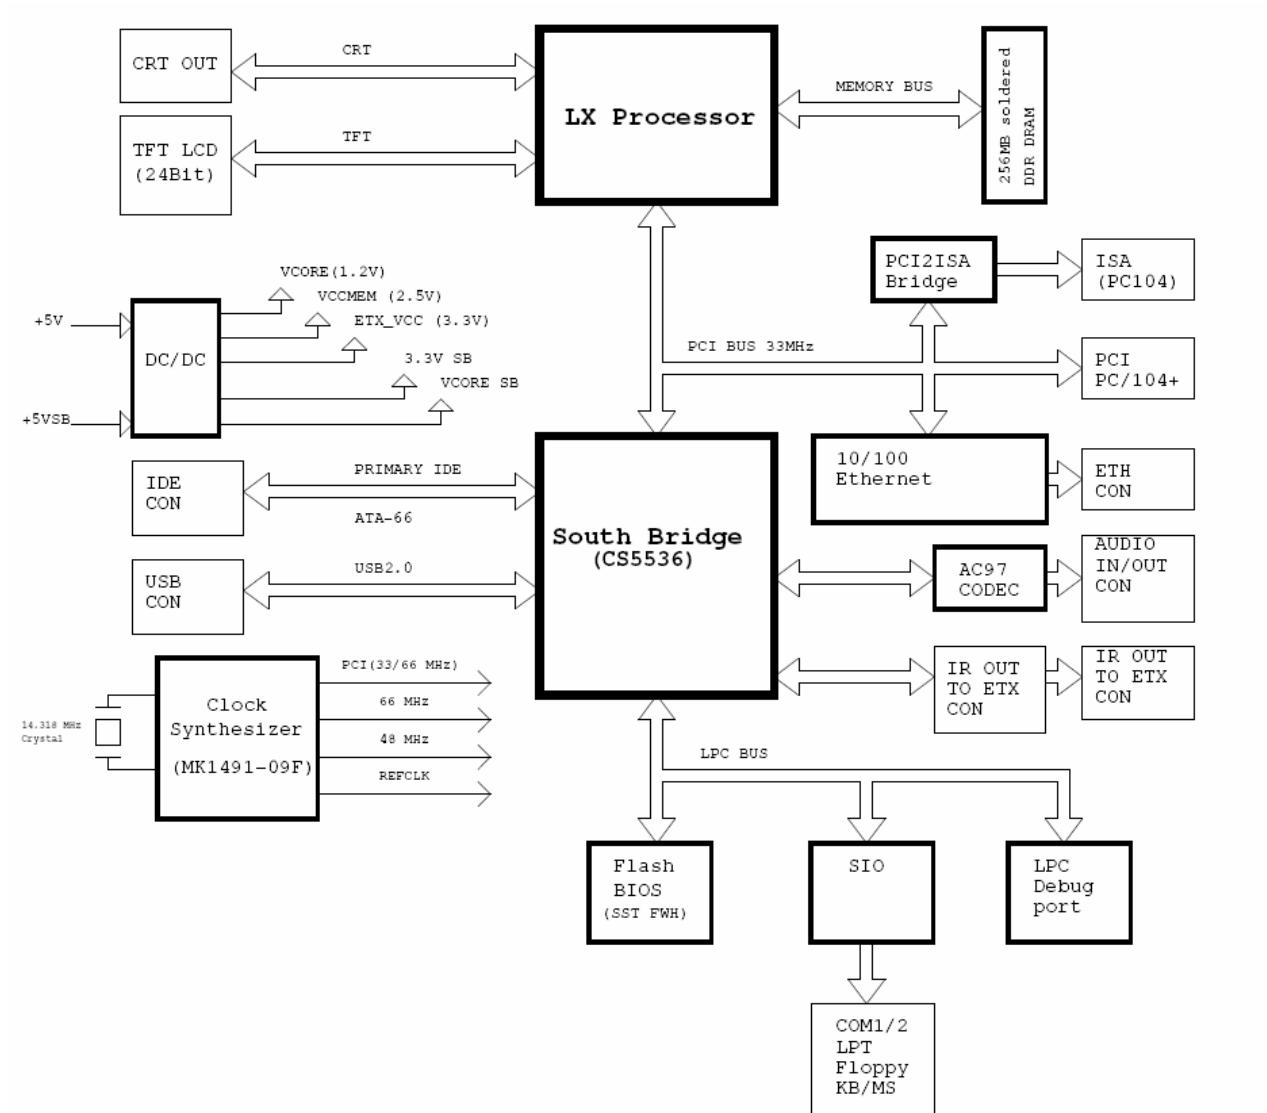 CRT OUT
CRT
LX Processor
MEMORY BUS
256MB soldered
DDR DRAM
TFT LCD
(24Bit)
TFT
VCORE(1.2V)
VCCMEM (2.5V)
ETX_VCC (3.3V)
3.3V SB
VCORE SB
+5V
DC/DC
+5VSB
PCI2ISA
Bridge
ISA
(PC104)
PCI BUS 33MHz
PCI
PC/104+
10/100
Ethernet
ETH
CON
IDE
CON
PRIMARY IDE
ATA-66
South Bridge
(CS5536)
USB
CON
USB2.0
AC97
CODEC
AUDIO
IN/OUT
CON
IR OUT
TO ETX
CON
IR OUT
TO ETX
CON
14.318 MHz
Crystal
Clock
Synthesizer
(MK1491-09F)
PCI(33/66 MHz)
66 MHz
48 MHz
REFCLK
LPC BUS
Flash
BIOS
(SST FWH)
SIO
LPC
Debug
port
COM1/2
LPT
Floppy
KB/MS